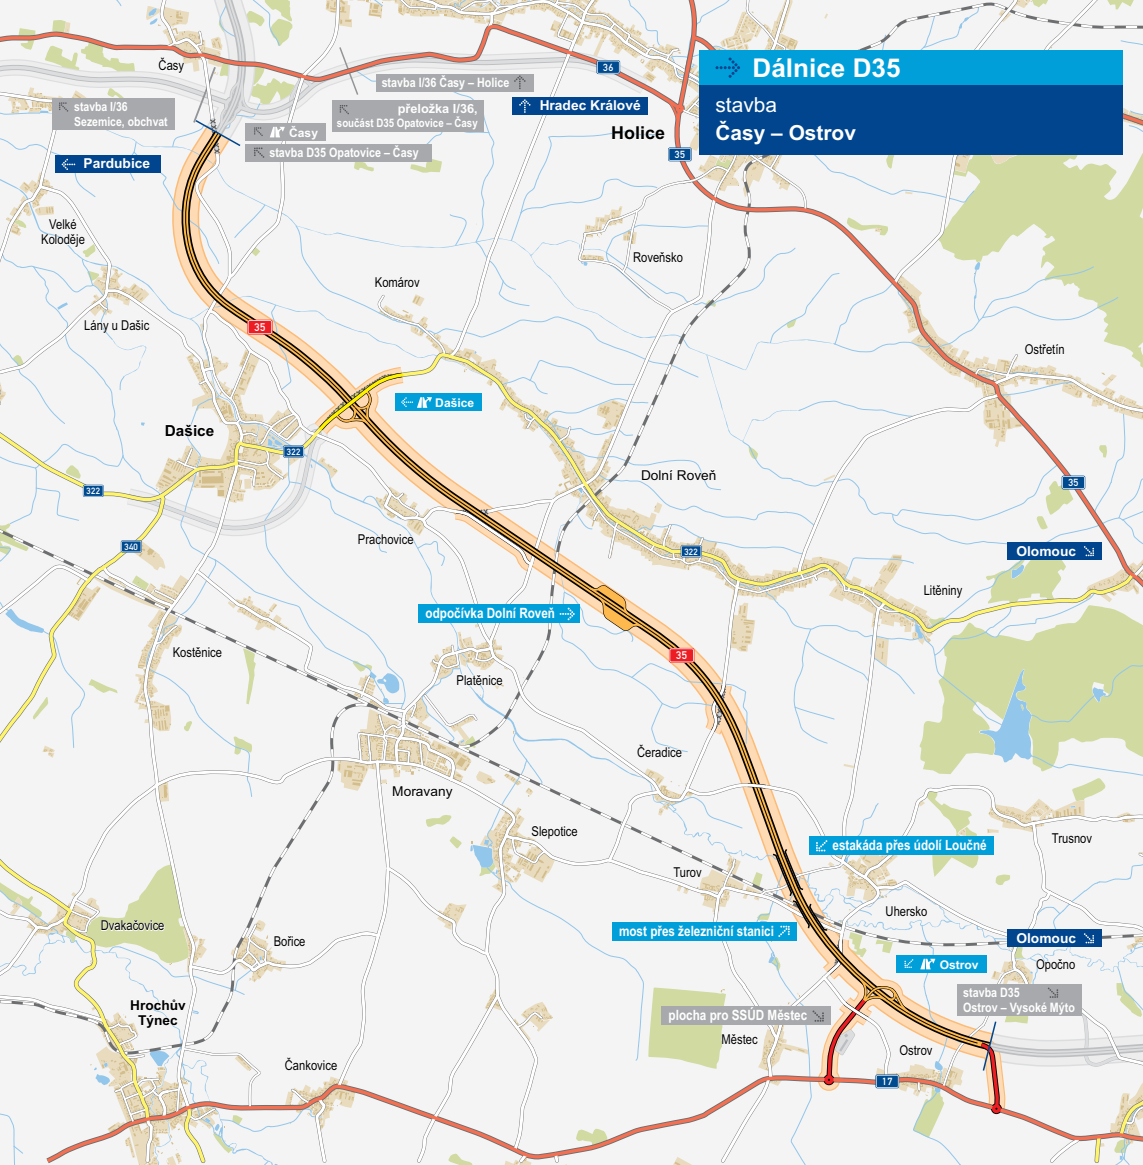 Dálnice D35
stavba
Časy – Ostrov
Časy
36
stavba I/36 Časy – Holice
stavba I/36
Sezemice, obchvat
přeložka I/36,
součást D35 Opatovice – Časy
Hradec Králové
Holice
Časy
stavba D35 Opatovice – Časy
Pardubice
35
Velké
Koloděje
Roveňsko
Komárov
Lány u Dašic
35
Ostřetín
Dašice
Dašice
322
Dolní Roveň
322
35
Prachovice
340
322
Olomouc
Litěniny
odpočívka Dolní Roveň
Kostěnice
35
Platěnice
Čeradice
Moravany
Slepotice
Trusnov
estakáda přes údolí Loučné
Turov
Uhersko
Dvakačovice
Bořice
most přes železniční stanici
Olomouc
Ostrov
Opočno
Hrochův
Týnec
stavba D35
Ostrov – Vysoké Mýto
plocha pro SSÚD Městec
Městec
Ostrov
Čankovice
17